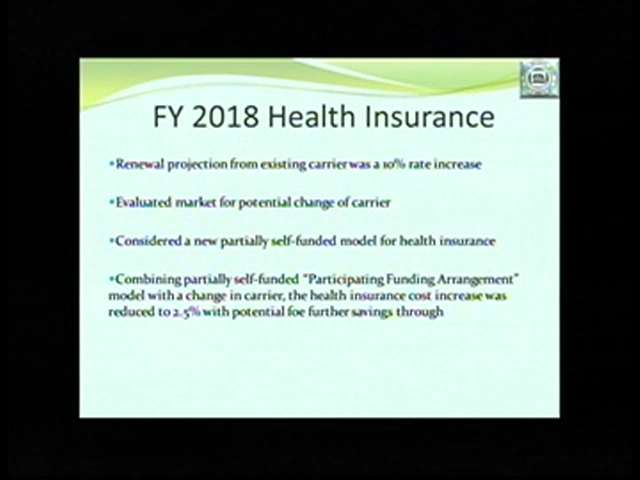 FY 2018 Health Insurance
•Renewal projection from existing carrier was a 10% rate increase
•Evaluated market for potential change of carrier
•Considered a new partially self-funded model for health insurance
•Combining partially self-funded “Participating Funding Arrangement”
model with a change in carrier, the health insurance cost increase was
reduced to 2.5% with potential foe further savings through